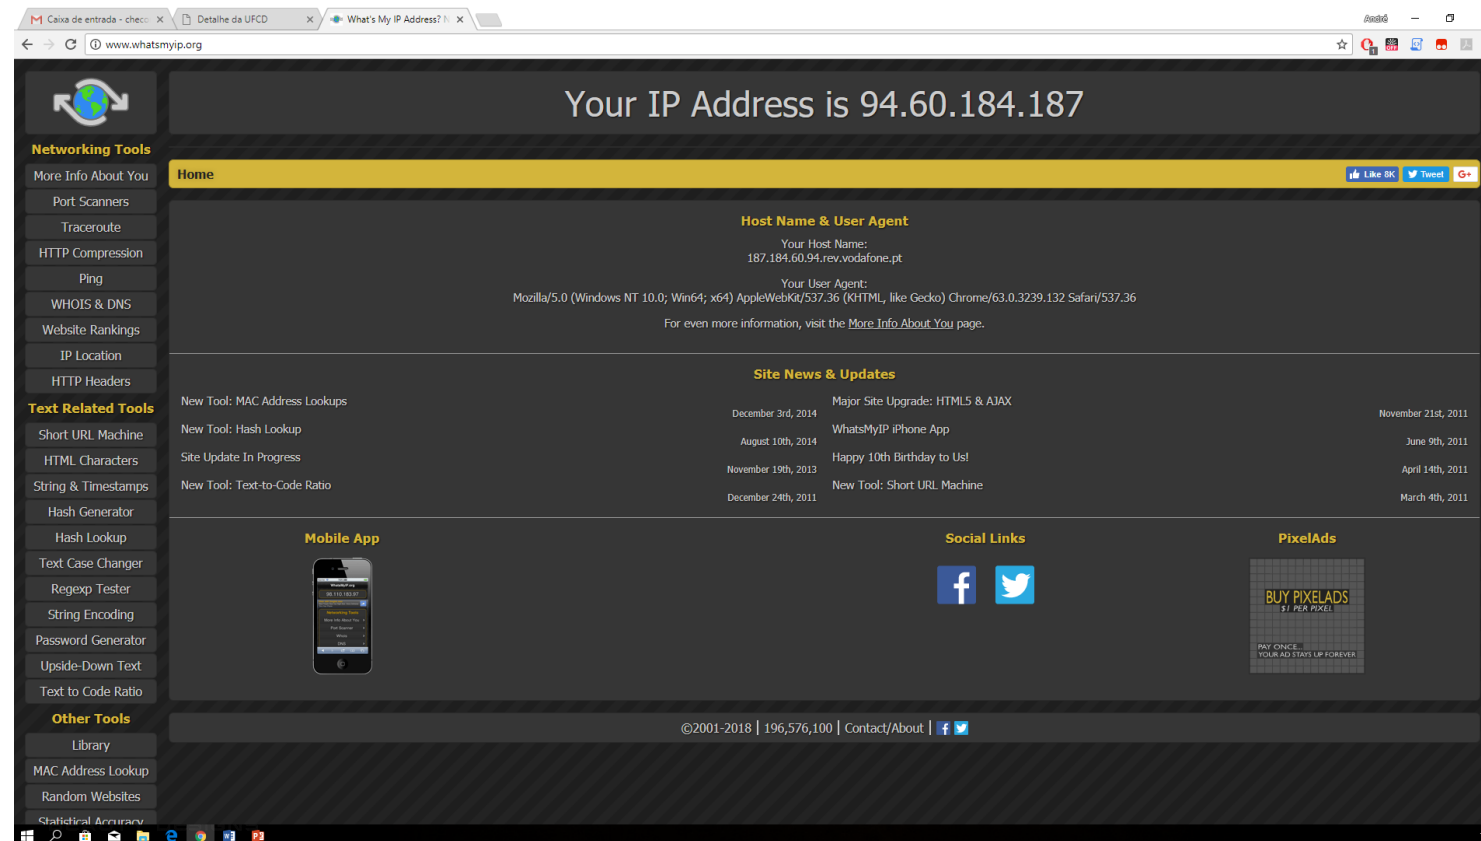 Caixa de entrada - checo
Detalhe da UFCD
What's My IP Address? N
André
www.whatsmyip.org
Your IP Address is 94.60.184.187
Networking Tools
More Info About You
Port Scanners
Traceroute
HTTP Compression
Ping
WHOIS & DNS
Website Rankings
IP Location
HTTP Headers
Text Related Tools
Short URL Machine
HTML Characters
String & Timestamps
Hash Generator
Hash Lookup
Text Case Changer
Regexp Tester
String Encoding
Password Generator
Upside-Down Text
Text to Code Ratio
Other Tools
Library
MAC Address Lookup
Random Websites
Statistical Accuracy
Home
Like 8K
Tweet
G+
Host Name & User Agent
Your Host Name:
187.184.60.94.rev.vodafone.pt
Your User Agent:
Mozilla/5.0 (Windows NT 10.0; Win64; x64) AppleWebKit/537.36 (KHTML, like Gecko) Chrome/63.0.3239.132 Safari/537.36
For even more information, visit the More Info About You page.
Site News & Updates
New Tool: MAC Address Lookups
December 3rd, 2014
New Tool: Hash Lookup
August 10th, 2014
Site Update In Progress
November 19th, 2013
New Tool: Text-to-Code Ratio
December 24th, 2011
Major Site Upgrade: HTML5 & AJAX
November 21st, 2011
WhatsMyIP iPhone App
June 9th, 2011
Happy 10th Birthday to Us!
April 14th, 2011
New Tool: Short URL Machine
March 4th, 2011
Mobile App
Social Links
PixelAds
BUY PIXELADS
$1 PER PIXEL
PAY ONCE...
YOUR AD STAYS UP FOREVER
©2001-2018 | 196,576,100 | Contact/About |